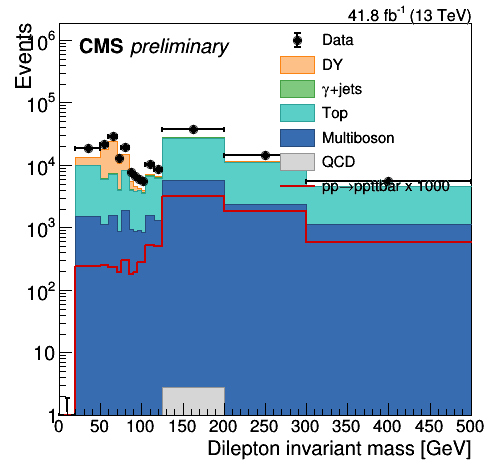 41.8 fb⁻¹ (13 TeV)
Events
CMS preliminary
Data
DY
γ+jets
Top
Multiboson
QCD
pp→ppttbar x 1000
10⁶
10⁵
10⁴
10³
10²
10
1
0 50 100 150 200 250 300 350 400 450 500
Dilepton invariant mass [GeV]